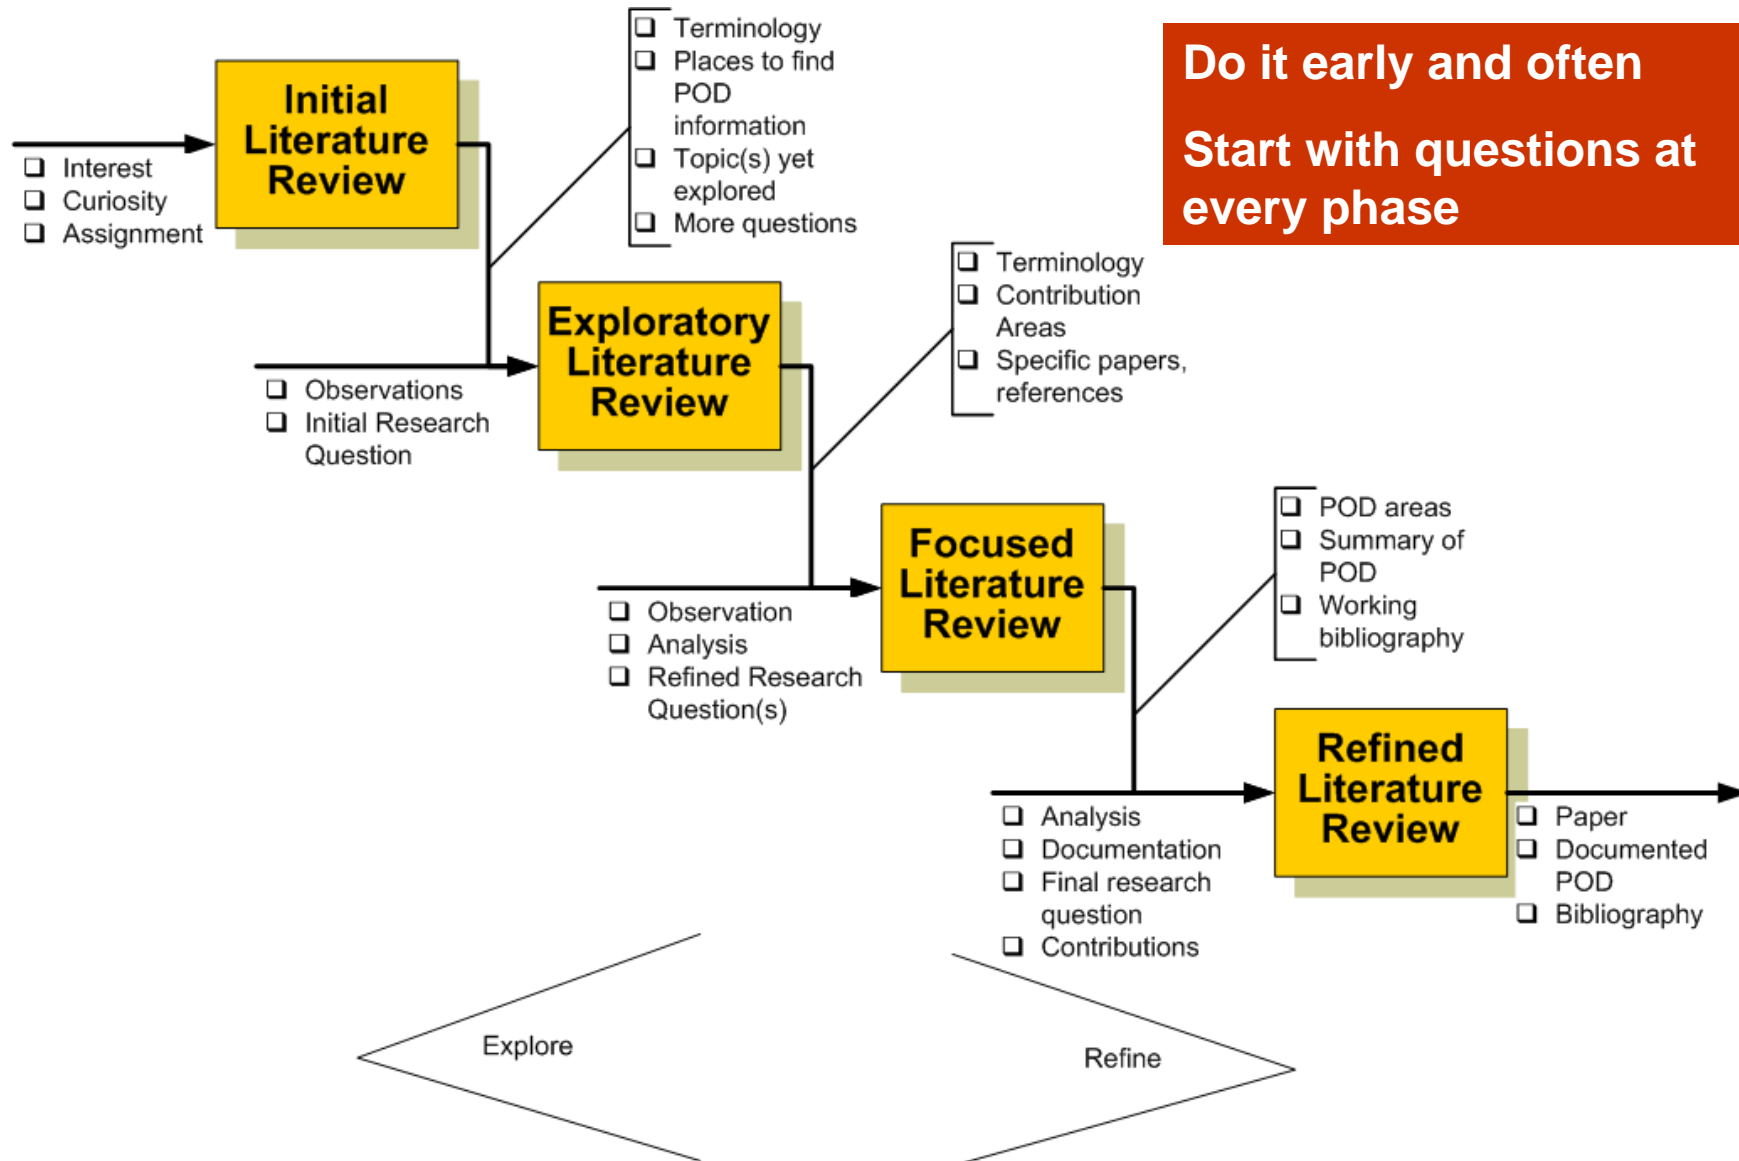 Do it early and often
Start with questions at
every phase
Initial
Literature
Review
❑ Interest
❑ Curiosity
❑ Assignment
❑ Terminology
❑ Places to find
POD
information
❑ Topic(s) yet
explored
❑ More questions
Exploratory
Literature
Review
❑ Observations
❑ Initial Research
Question
❑ Terminology
❑ Contribution
Areas
❑ Specific papers,
references
Focused
Literature
Review
❑ Observation
❑ Analysis
❑ Refined Research
Question(s)
❑ POD areas
❑ Summary of
POD
❑ Working
bibliography
Refined
Literature
Review
❑ Analysis
❑ Documentation
❑ Final research
question
❑ Contributions
❑ Paper
❑ Documented
POD
❑ Bibliography
Explore
Refine